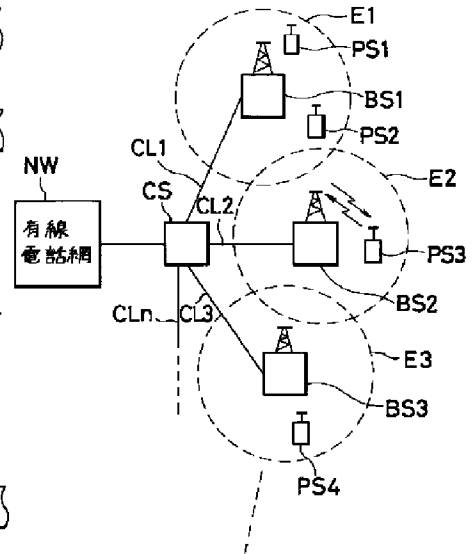 E1
PS1
BS1
PS2
CL1
NW
CS
CL2
E2
有線
電話網
PS3
BS2
CLn
CL3
E3
BS3
PS4